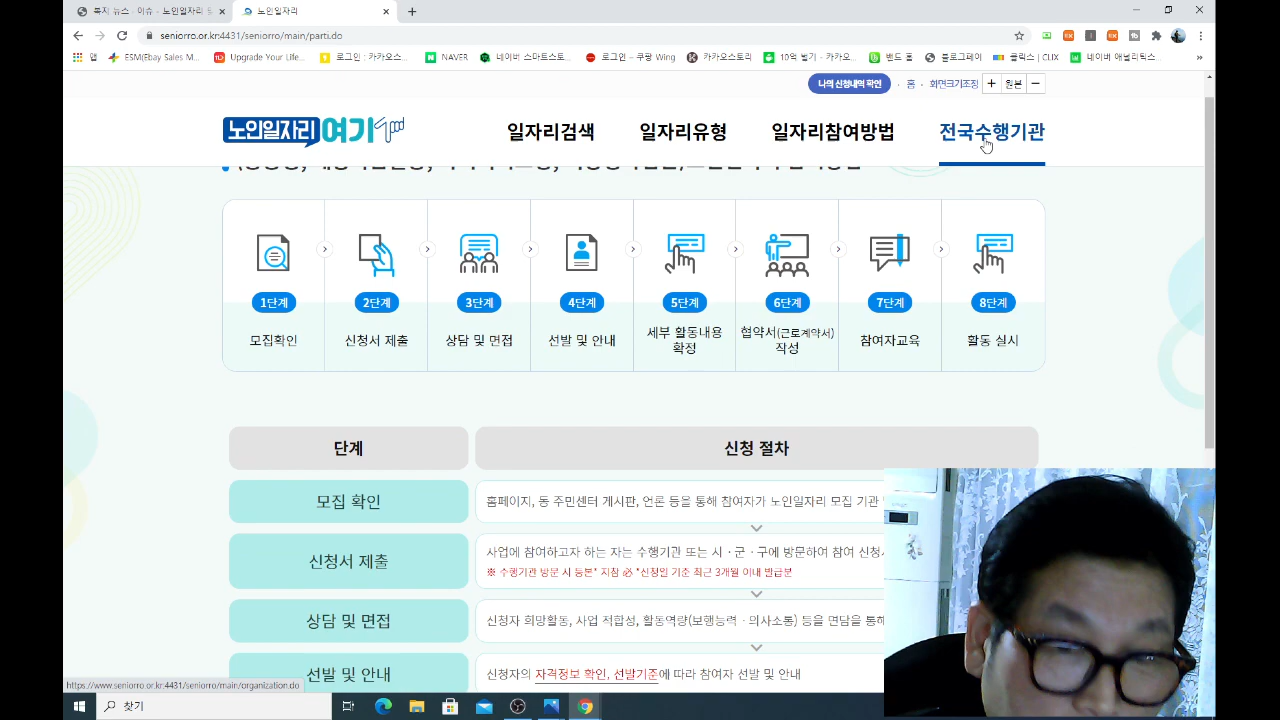 복지 뉴스 - 이슈 - 노인일자리
노인일자리
seniorro.or.kr:4431/seniorro/main/parti.do
앱
ESM(Ebay Sales M...
Upgrade Your Life...
로그인 | 카카오스...
NAVER
네이버 스마트스토...
로그인 – 쿠팡 Wing
카카오스토리
10억 벌기 - 카카오...
밴드 홈
블로그페이
클릭스 | CLIX
네이버 애널리틱스...
나의 신청내역 확인
홈
화면크기조정
+ 원본 −
노인일자리여기
일자리검색
일자리유형
일자리참여방법
전국수행기관
1단계
2단계
3단계
4단계
5단계
6단계
7단계
8단계
모집확인
신청서 제출
상담 및 면접
선발 및 안내
세부 활동내용
확정
협약서(근로계약서)
작성
참여자교육
활동 실시
단계
신청 절차
모집 확인
홈페이지, 동 주민센터 게시판, 언론 등을 통해 참여자가 노인일자리 모집 기관
신청서 제출
사업에 참여하고자 하는 자는 수행기관 또는 시 · 군 · 구에 방문하여 참여 신청서
※ 수행기관 방문 시 등본* 지참 必 *신청일 기준 최근 3개월 이내 발급분
상담 및 면접
신청자 희망활동, 사업 적합성, 활동역량(보행능력 · 의사소통) 등을 면담을 통해
선발 및 안내
신청자의 자격정보 확인, 선발기준에 따라 참여자 선발 및 안내
https://www.seniorro.or.kr:4431/seniorro/main/organization.do
찾기